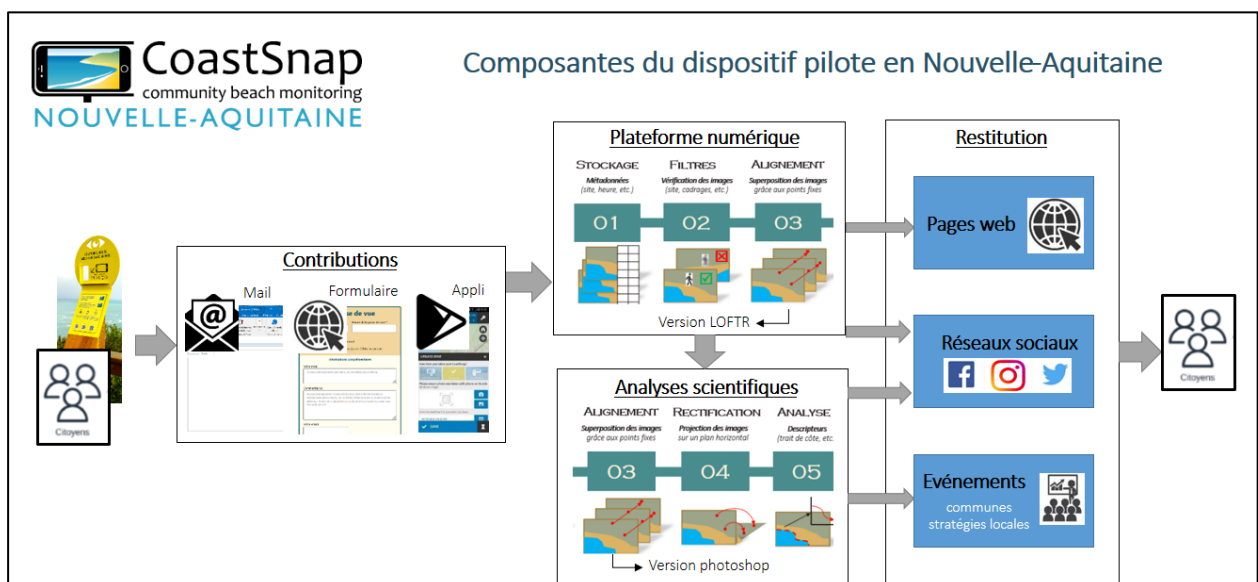 CoastSnap
community beach monitoring
NOUVELLE-AQUITAINE
Composantes du dispositif pilote en Nouvelle-Aquitaine
Citoyens
Contributions
Mail
Formulaire
Appli
de vue
Plateforme numérique
STOCKAGE
Métadonnées
(site, heure, etc.)
FILTRES
Vérification des images
(site, cadrages, etc.)
ALIGNEMENT
Superposition des images
grâce aux points fixes
01
02
03
Version LOFTR
Analyses scientifiques
ALIGNEMENT
Superposition des images
grâce aux points fixes
RECTIFICATION
Projection des images
sur un plan horizontal
ANALYSE
Descripteurs
(trait de côte, etc.
03
04
05
Version photoshop
Restitution
Pages web
Réseaux sociaux
Evénements
communes
stratégies locales
Citoyens